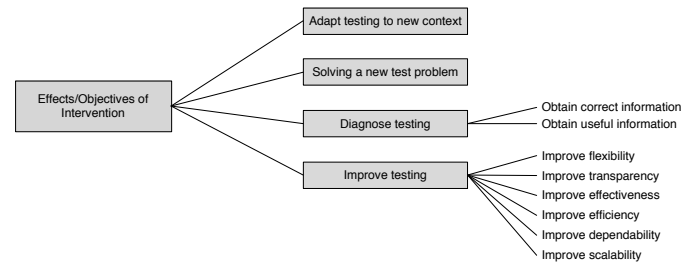 Adapt testing to new context
Solving a new test problem
Effects/Objectives of
Intervention
Diagnose testing
Obtain correct information
Obtain useful information
Improve testing
Improve flexibility
Improve transparency
Improve effectiveness
Improve efficiency
Improve dependability
Improve scalability